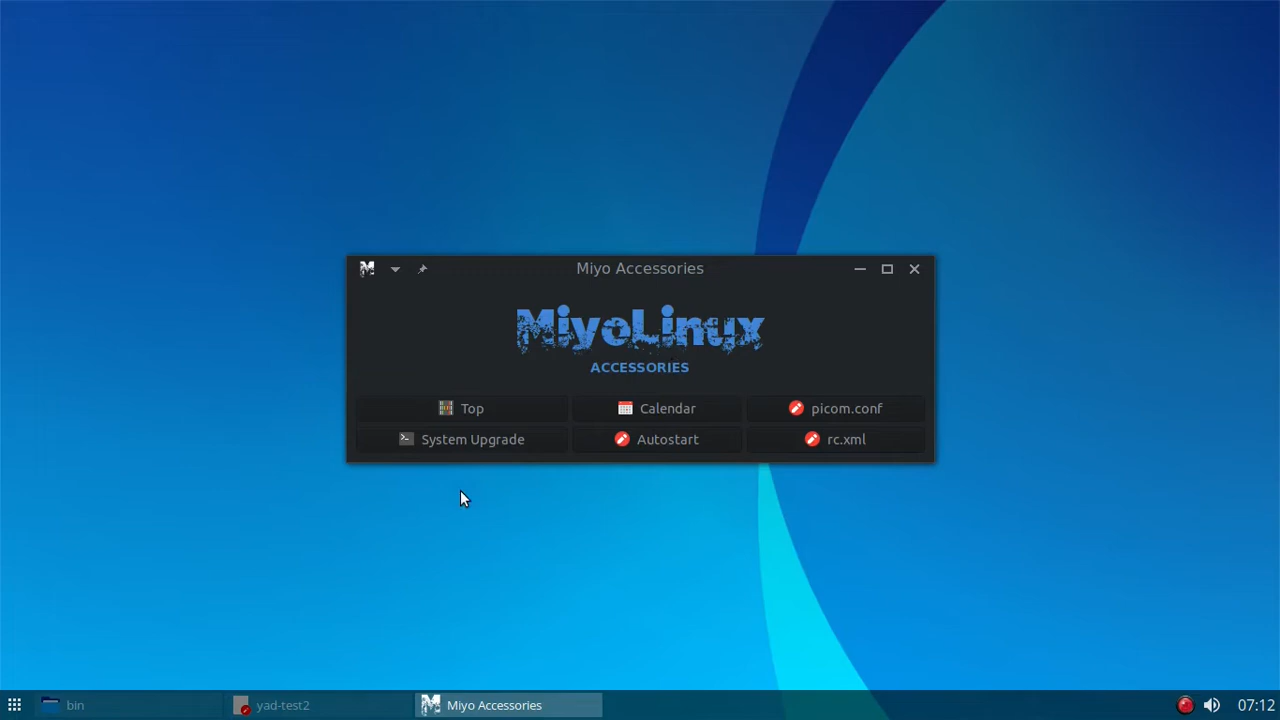 Miyo Accessories
MiyoLinux
ACCESSORIES
Top Calendar picom.conf
System Upgrade Autostart rc.xml
bin yad-test2 Miyo Accessories 07:12